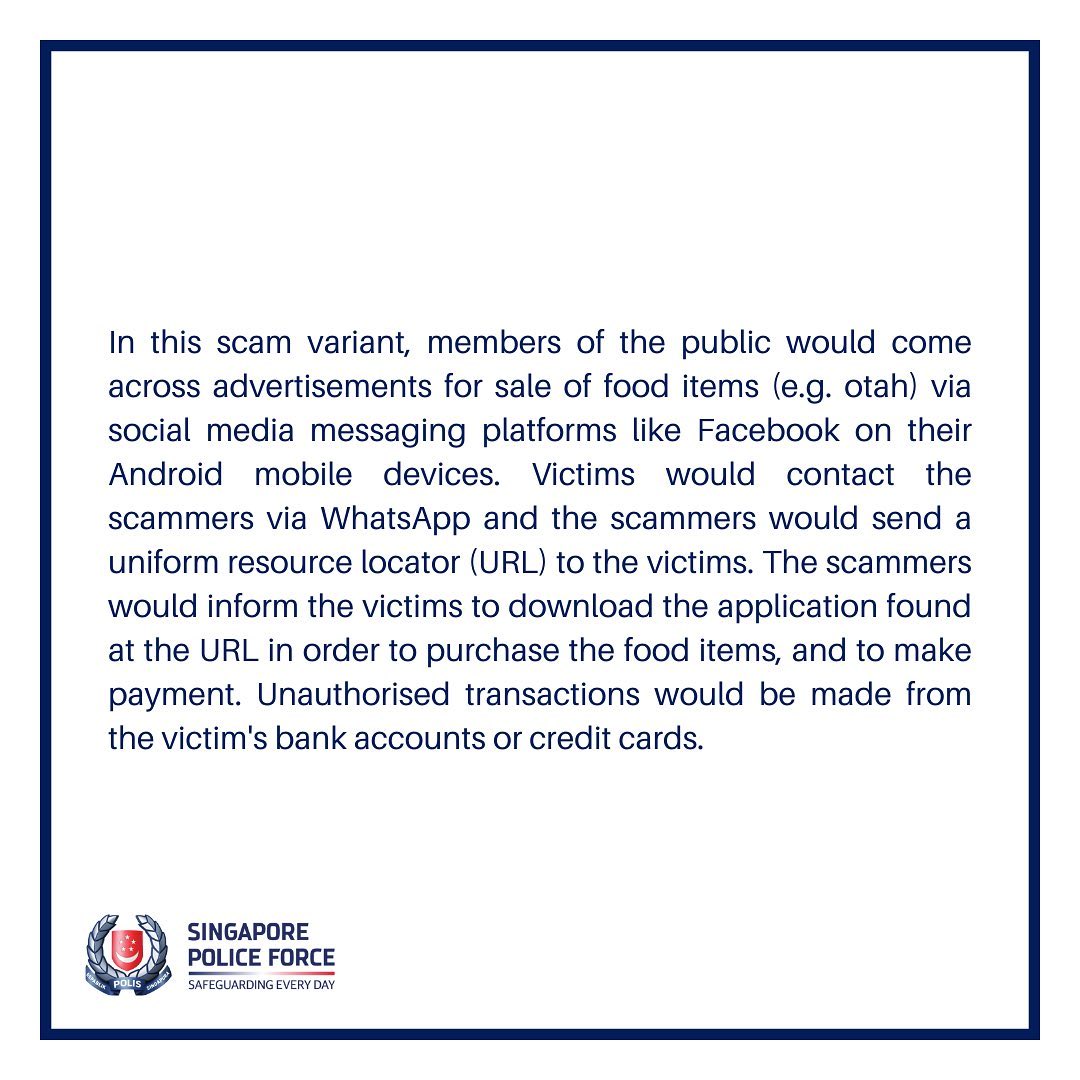 In this scam variant, members of the public would come
across advertisements for sale of food items (e.g. otah) via
social media messaging platforms like Facebook on their
Android mobile devices. Victims would contact the
scammers via WhatsApp and the scammers would send a
uniform resource locator (URL) to the victims. The scammers
would inform the victims to download the application found
at the URL in order to purchase the food items, and to make
payment. Unauthorised transactions would be made from
the victim's bank accounts or credit cards.
REPUBLIK POLIS SINGAPURA
SINGAPORE
POLICE FORCE
SAFEGUARDING EVERY DAY